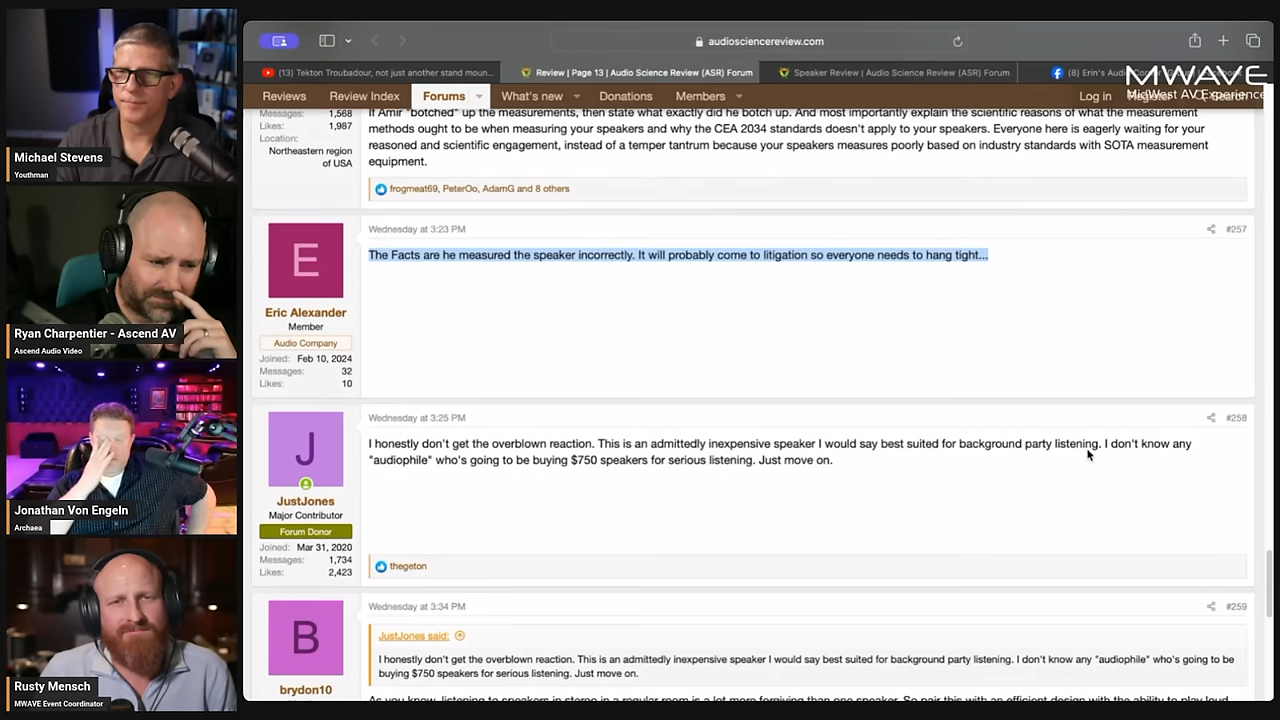 Michael Stevens
Youthman
Ryan Charpentier - Ascend AV
Ascend Audio Video
Jonathan Von Engeln
Archaea
Rusty Mensch
MWAVE Event Coordinator
audiosciencereview.com
(13) Tekton Troubadour, not just another stand moun...
Review | Page 13 | Audio Science Review (ASR) Forum
Speaker Review | Audio Science Review (ASR) Forum
(8) Erin's Aud
MWAVE
MidWest AV Experience
Reviews
Review Index
Forums
What's new
Donations
Members
Log in
Messages: 1,568
Likes: 1,987
Location:
Northeastern region
of USA
If Amir "botched" up the measurements, then state what exactly did he botch up. And most importantly explain the scientific reasons of what the measurement
methods ought to be when measuring your speakers and why the CEA 2034 standards doesn't apply to your speakers. Everyone here is eagerly waiting for your
reasoned and scientific engagement, instead of a temper tantrum because your speakers measures poorly based on industry standards with SOTA measurement
equipment.
frogmeat69, PeterOo, AdamG and 8 others
E
Eric Alexander
Member
Audio Company
Joined: Feb 10, 2024
Messages: 32
Likes: 10
Wednesday at 3:23 PM
#257
The Facts are he measured the speaker incorrectly. It will probably come to litigation so everyone needs to hang tight...
J
JustJones
Major Contributor
Forum Donor
Joined: Mar 31, 2020
Messages: 1,734
Likes: 2,423
Wednesday at 3:25 PM
#258
I honestly don't get the overblown reaction. This is an admittedly inexpensive speaker I would say best suited for background party listening. I don't know any
"audiophile" who's going to be buying $750 speakers for serious listening. Just move on.
thegeton
B
brydon10
Wednesday at 3:34 PM
#259
JustJones said:
I honestly don't get the overblown reaction. This is an admittedly inexpensive speaker I would say best suited for background party listening. I don't know any "audiophile" who's going to be
buying $750 speakers for serious listening. Just move on.